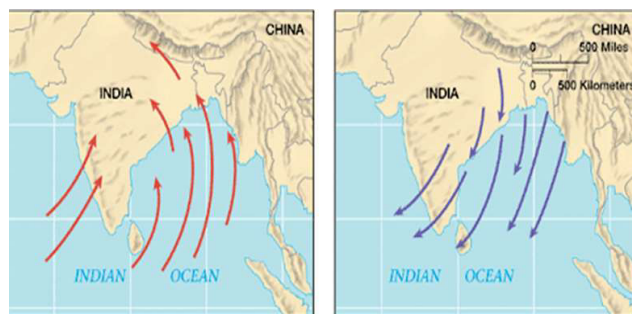 CHINA
INDIA
INDIAN OCEAN
CHINA
0 500 Miles
0 500 Kilometers
INDIA
INDIAN OCEAN